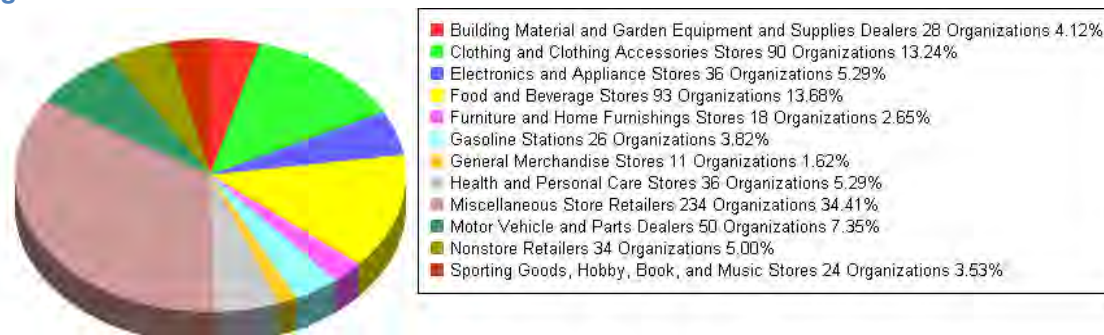 Building Material and Garden Equipment and Supplies Dealers 28 Organizations 4.12%
Clothing and Clothing Accessories Stores 90 Organizations 13.24%
Electronics and Appliance Stores 36 Organizations 5.29%
Food and Beverage Stores 93 Organizations 13.68%
Furniture and Home Furnishings Stores 18 Organizations 2.65%
Gasoline Stations 26 Organizations 3.82%
General Merchandise Stores 11 Organizations 1.62%
Health and Personal Care Stores 36 Organizations 5.29%
Miscellaneous Store Retailers 234 Organizations 34.41%
Motor Vehicle and Parts Dealers 50 Organizations 7.35%
Nonstore Retailers 34 Organizations 5.00%
Sporting Goods, Hobby, Book, and Music Stores 24 Organizations 3.53%